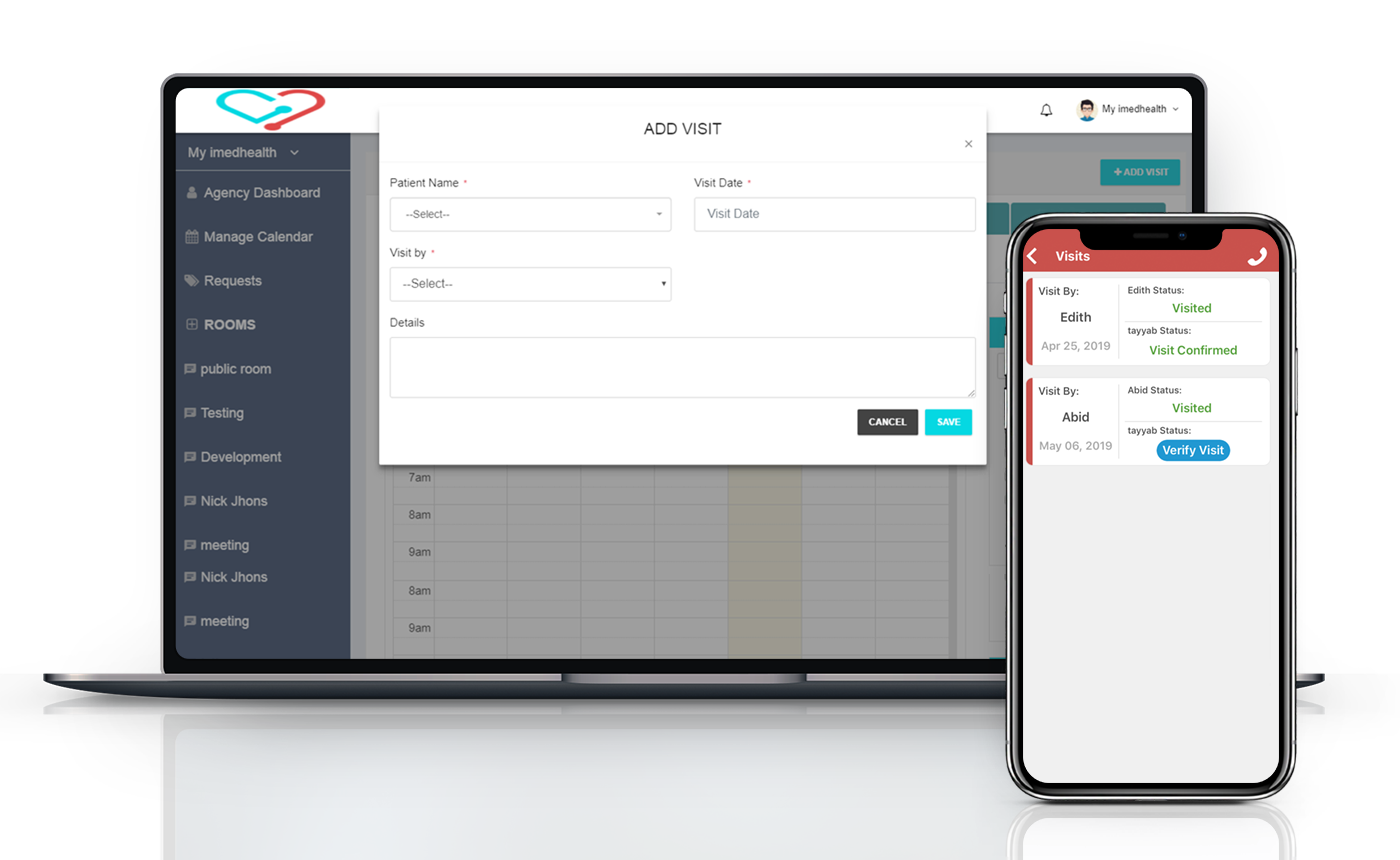 My imedhealth
My imedhealth
Agency Dashboard
Manage Calendar
Requests
ROOMS
public room
Testing
Development
Nick Jhons
meeting
Nick Jhons
meeting
+ ADD VISIT
ADD VISIT
×
Patient Name *
Visit Date *
--Select--
Visit Date
Visit by *
--Select--
Details
CANCEL
SAVE
7am
8am
9am
8am
9am
Visits
Visit By:
Edith
Apr 25, 2019
Edith Status:
Visited
tayyab Status:
Visit Confirmed
Visit By:
Abid
May 06, 2019
Abid Status:
Visited
tayyab Status:
Verify Visit